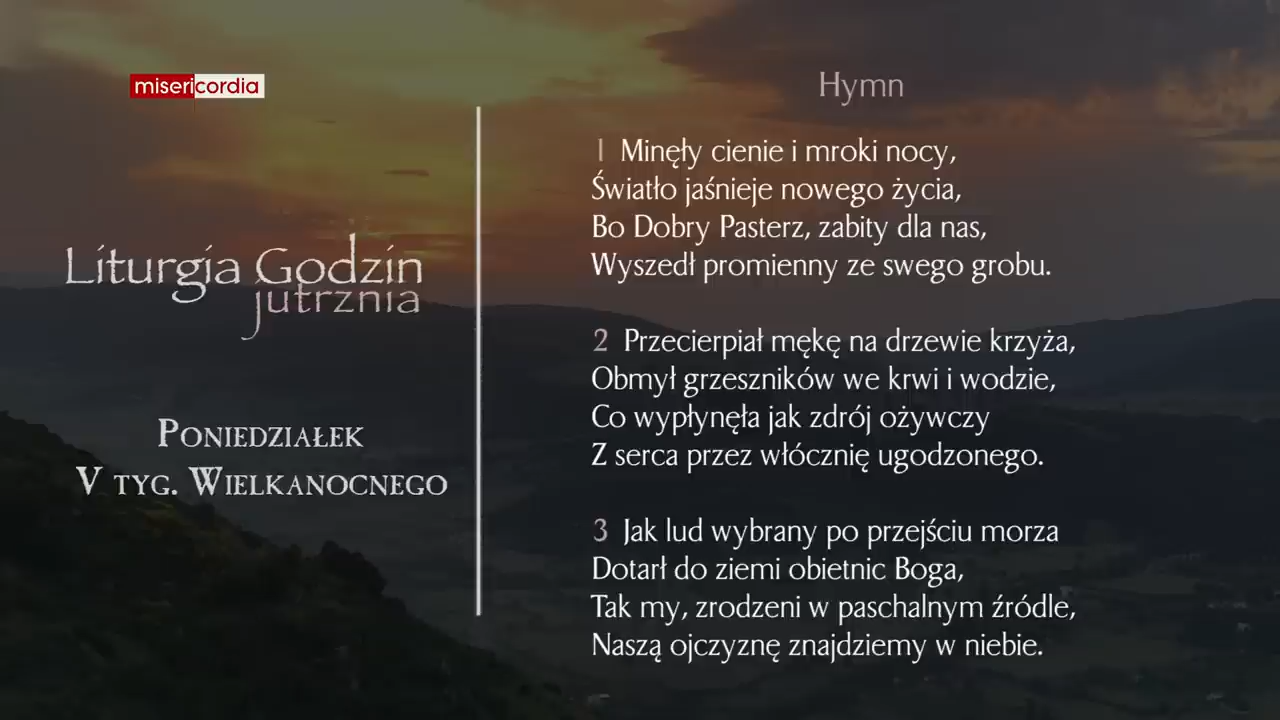 misericordia
Liturgia Godzin
jutrznia
Poniedziałek
V tyg. Wielkanocnego
Hymn
1 Minęły cienie i mroki nocy,
Światło jaśnieje nowego życia,
Bo Dobry Pasterz, zabity dla nas,
Wyszedł promienny ze swego grobu.
2 Przecierpiał mękę na drzewie krzyża,
Obmył grzeszników we krwi i wodzie,
Co wypłynęła jak zdrój ożywczy
Z serca przez włócznię ugodzonego.
3 Jak lud wybrany po przejściu morza
Dotarł do ziemi obietnic Boga,
Tak my, zrodzeni w paschalnym źródle,
Naszą ojczyznę znajdziemy w niebie.